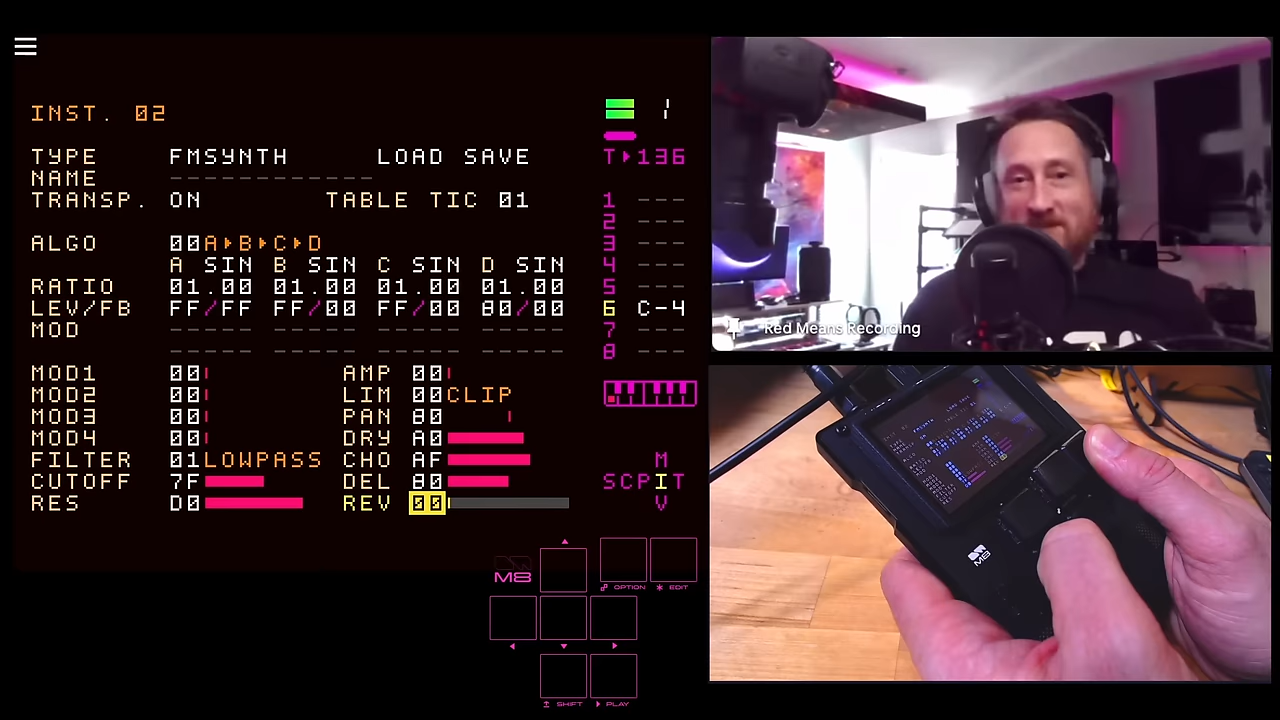 INST. 02
TYPE FMSYNTH LOAD SAVE
NAME ------------
TRANSP. ON TABLE TIC 01
ALGO 00A▸B▸C▸D
A SIN B SIN C SIN D SIN
RATIO 01.00 01.00 01.00 01.00
LEV/FB FF/FF FF/00 FF/00 80/00
MOD ----- ----- ----- -----
----- ----- ----- -----
MOD1 00 AMP 00
MOD2 00 LIM 00CLIP
MOD3 00 PAN 80
MOD4 00 DRY A0
FILTER 01LOWPASS CHO AF
CUTOFF 7F DEL 80
RES D0 REV 00
T▸136
1 ---
2 ---
3 ---
4 ---
5 ---
6 C-4
7 ---
8 ---
M
SCPIT
V
M8
OPTION EDIT
SHIFT PLAY
Red Means Recording
M8